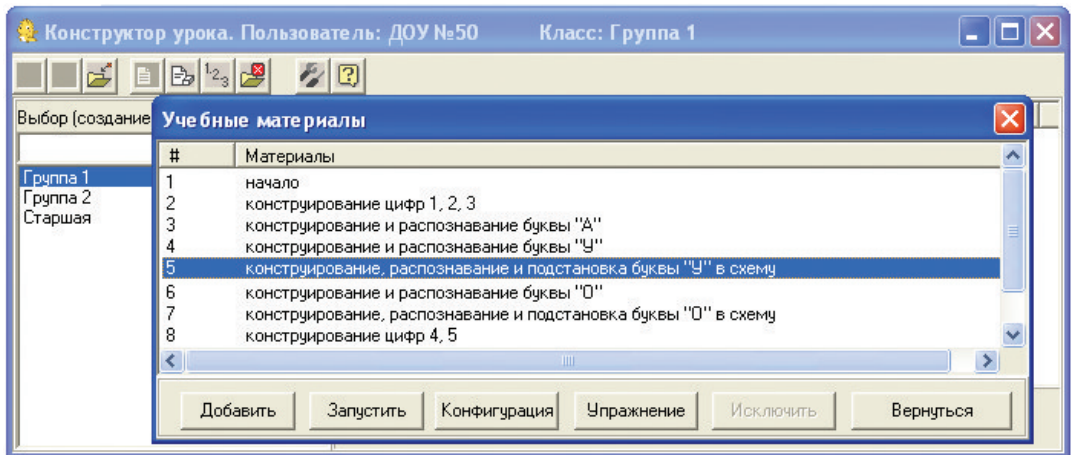 Конструктор урока. Пользователь: ДОУ №50 Класс: Группа 1
1.2.3
Выбор (создание
Группа 1
Группа 2
Старшая
Учебные материалы
# Материалы
1 начало
2 конструирование цифр 1, 2, 3
3 конструирование и распознавание буквы "А"
4 конструирование и распознавание буквы "У"
5 конструирование, распознавание и подстановка буквы "У" в схему
6 конструирование и распознавание буквы "О"
7 конструирование, распознавание и подстановка буквы "О" в схему
8 конструирование цифр 4, 5
Добавить Запустить Конфигурация Упражнение Исключить Вернуться